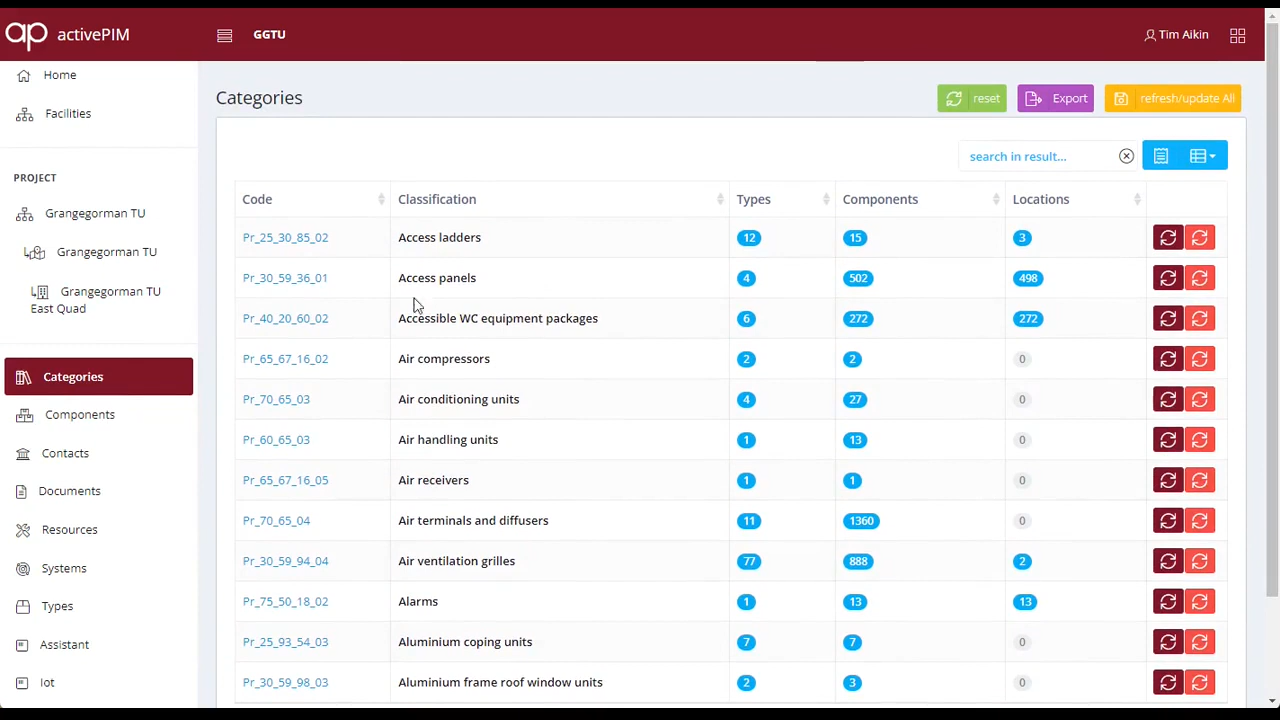 ap activePIM
GGTU
Tim Aikin
Home
Facilities
PROJECT
Grangegorman TU
Grangegorman TU
Grangegorman TU
East Quad
Categories
Components
Contacts
Documents
Resources
Systems
Types
Assistant
Iot
Categories
reset
Export
refresh/update All
search in result...
Code Classification Types Components Locations
Pr_25_30_85_02 Access ladders 12 15 3
Pr_30_59_36_01 Access panels 4 502 498
Pr_40_20_60_02 Accessible WC equipment packages 6 272 272
Pr_65_67_16_02 Air compressors 2 2 0
Pr_70_65_03 Air conditioning units 4 27 0
Pr_60_65_03 Air handling units 1 13 0
Pr_65_67_16_05 Air receivers 1 1 0
Pr_70_65_04 Air terminals and diffusers 11 1360 0
Pr_30_59_94_04 Air ventilation grilles 77 888 2
Pr_75_50_18_02 Alarms 1 13 13
Pr_25_93_54_03 Aluminium coping units 7 7 0
Pr_30_59_98_03 Aluminium frame roof window units 2 3 0